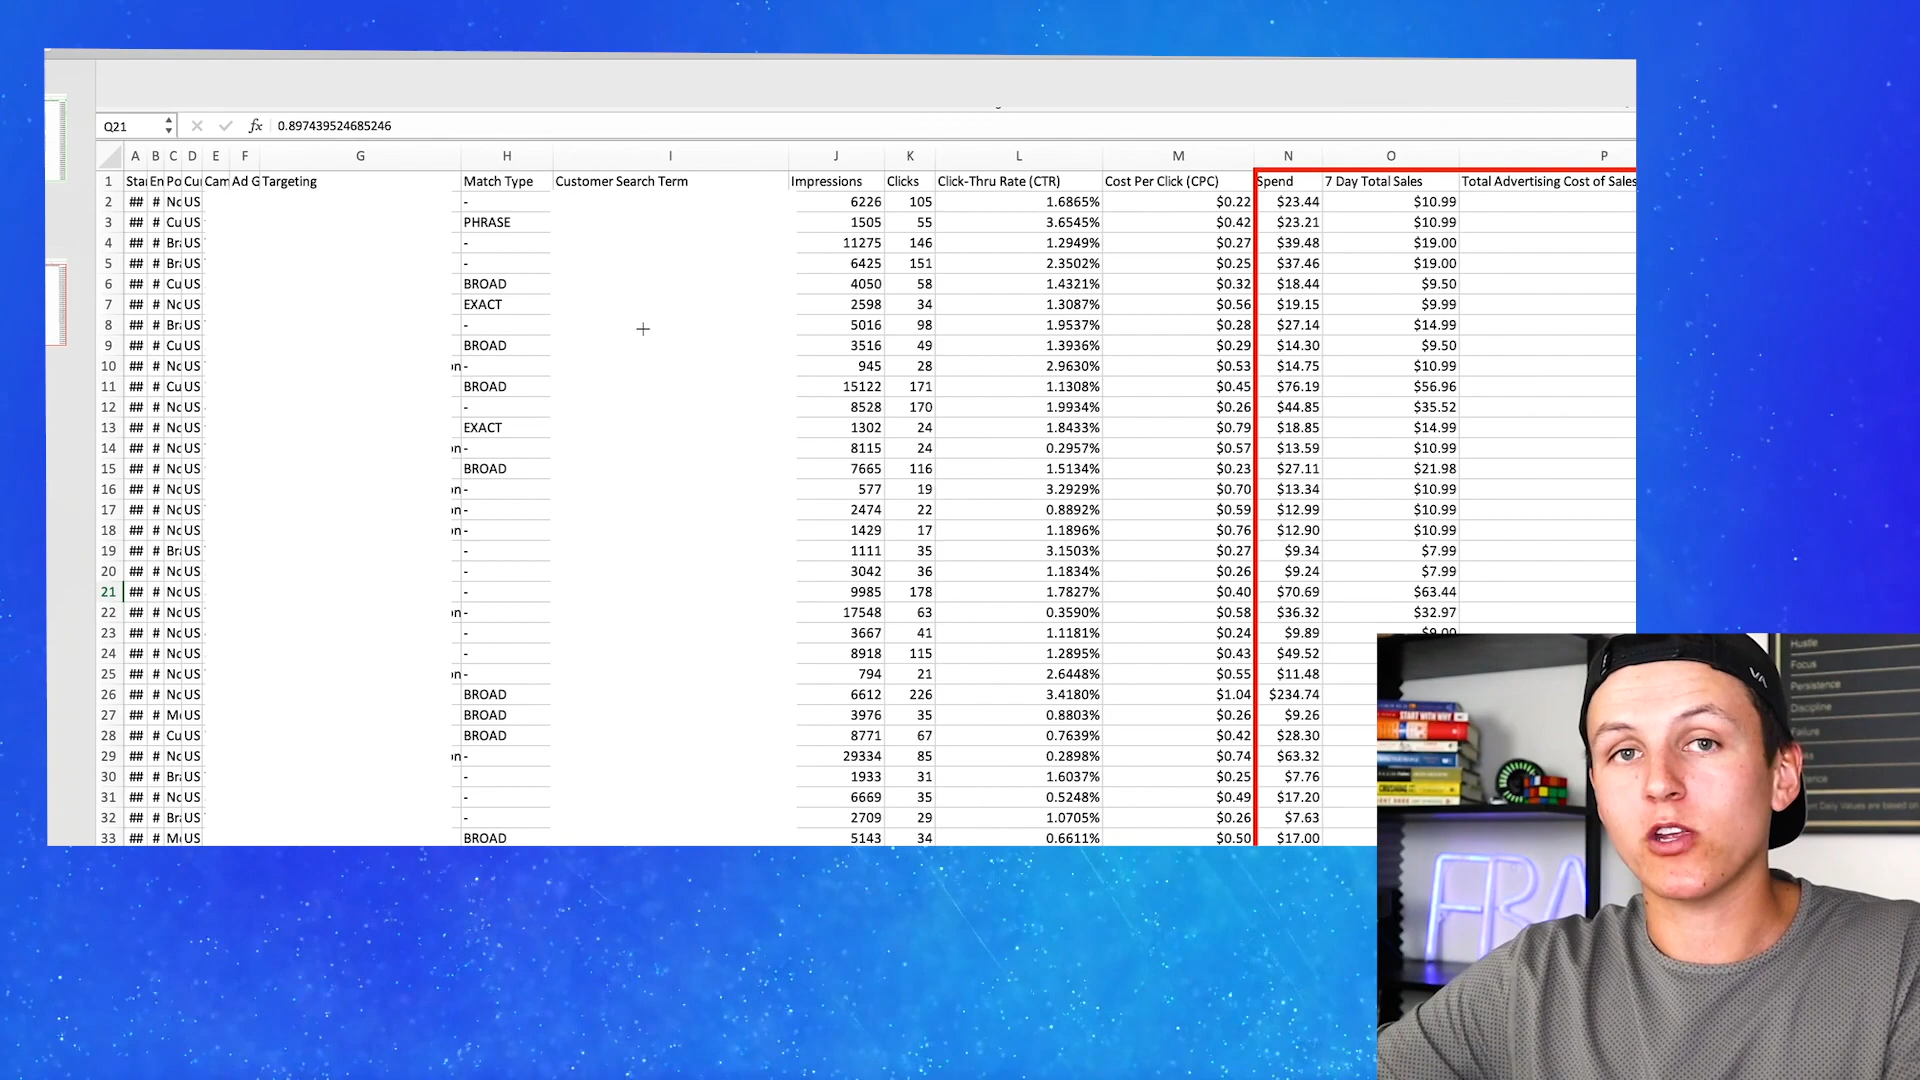 Q21 fx 0.897439524685246
A B C D E F G H I J K L M N O P
1 Sta En Po Cu Cam Ad G Targeting Match Type Customer Search Term Impressions Clicks Click-Thru Rate (CTR) Cost Per Click (CPC) Spend 7 Day Total Sales Total Advertising Cost of Sales
2 ## # Nc US - 6226 105 1.6865% $0.22 $23.44 $10.99
3 ## # Cu US PHRASE 1505 55 3.6545% $0.42 $23.21 $10.99
4 ## # Br US - 11275 146 1.2949% $0.27 $39.48 $19.00
5 ## # Br US - 6425 151 2.3502% $0.25 $37.46 $19.00
6 ## # Cu US BROAD 4050 58 1.4321% $0.32 $18.44 $9.50
7 ## # Nc US EXACT 2598 34 1.3087% $0.56 $19.15 $9.99
8 ## # Br US - 5016 98 1.9537% $0.28 $27.14 $14.99
9 ## # Cu US BROAD 3516 49 1.3936% $0.29 $14.30 $9.50
10 ## # Nc US on - 945 28 2.9630% $0.53 $14.75 $10.99
11 ## # Cu US BROAD 15122 171 1.1308% $0.45 $76.19 $56.96
12 ## # Nc US - 8528 170 1.9934% $0.26 $44.85 $35.52
13 ## # Nc US EXACT 1302 24 1.8433% $0.79 $18.85 $14.99
14 ## # Nc US on - 8115 24 0.2957% $0.57 $13.59 $10.99
15 ## # Nc US BROAD 7665 116 1.5134% $0.23 $27.11 $21.98
16 ## # Nc US on - 577 19 3.2929% $0.70 $13.34 $10.99
17 ## # Nc US on - 2474 22 0.8892% $0.59 $12.99 $10.99
18 ## # Nc US on - 1429 17 1.1896% $0.76 $12.90 $10.99
19 ## # Br US - 1111 35 3.1503% $0.27 $9.34 $7.99
20 ## # Nc US - 3042 36 1.1834% $0.26 $9.24 $7.99
21 ## # Nc US - 9985 178 1.7827% $0.40 $70.69 $63.44
22 ## # Nc US on - 17548 63 0.3590% $0.58 $36.32 $32.97
23 ## # Nc US - 3667 41 1.1181% $0.24 $9.89 $9.00
24 ## # Nc US - 8918 115 1.2895% $0.43 $49.52
25 ## # Nc US on - 794 21 2.6448% $0.55 $11.48
26 ## # Nc US BROAD 6612 226 3.4180% $1.04 $234.74
27 ## # Mc US BROAD 3976 35 0.8803% $0.26 $9.26
28 ## # Cu US BROAD 8771 67 0.7639% $0.42 $28.30
29 ## # Nc US on - 29334 85 0.2898% $0.74 $63.32
30 ## # Br US - 1933 31 1.6037% $0.25 $7.76
31 ## # Nc US - 6669 35 0.5248% $0.49 $17.20
32 ## # Br US - 2709 29 1.0705% $0.26 $7.63
33 ## # Mc US BROAD 5143 34 0.6611% $0.50 $17.00
Hustle
Focus
Persistence
Discipline
Failure
START WITH WHY
FBA